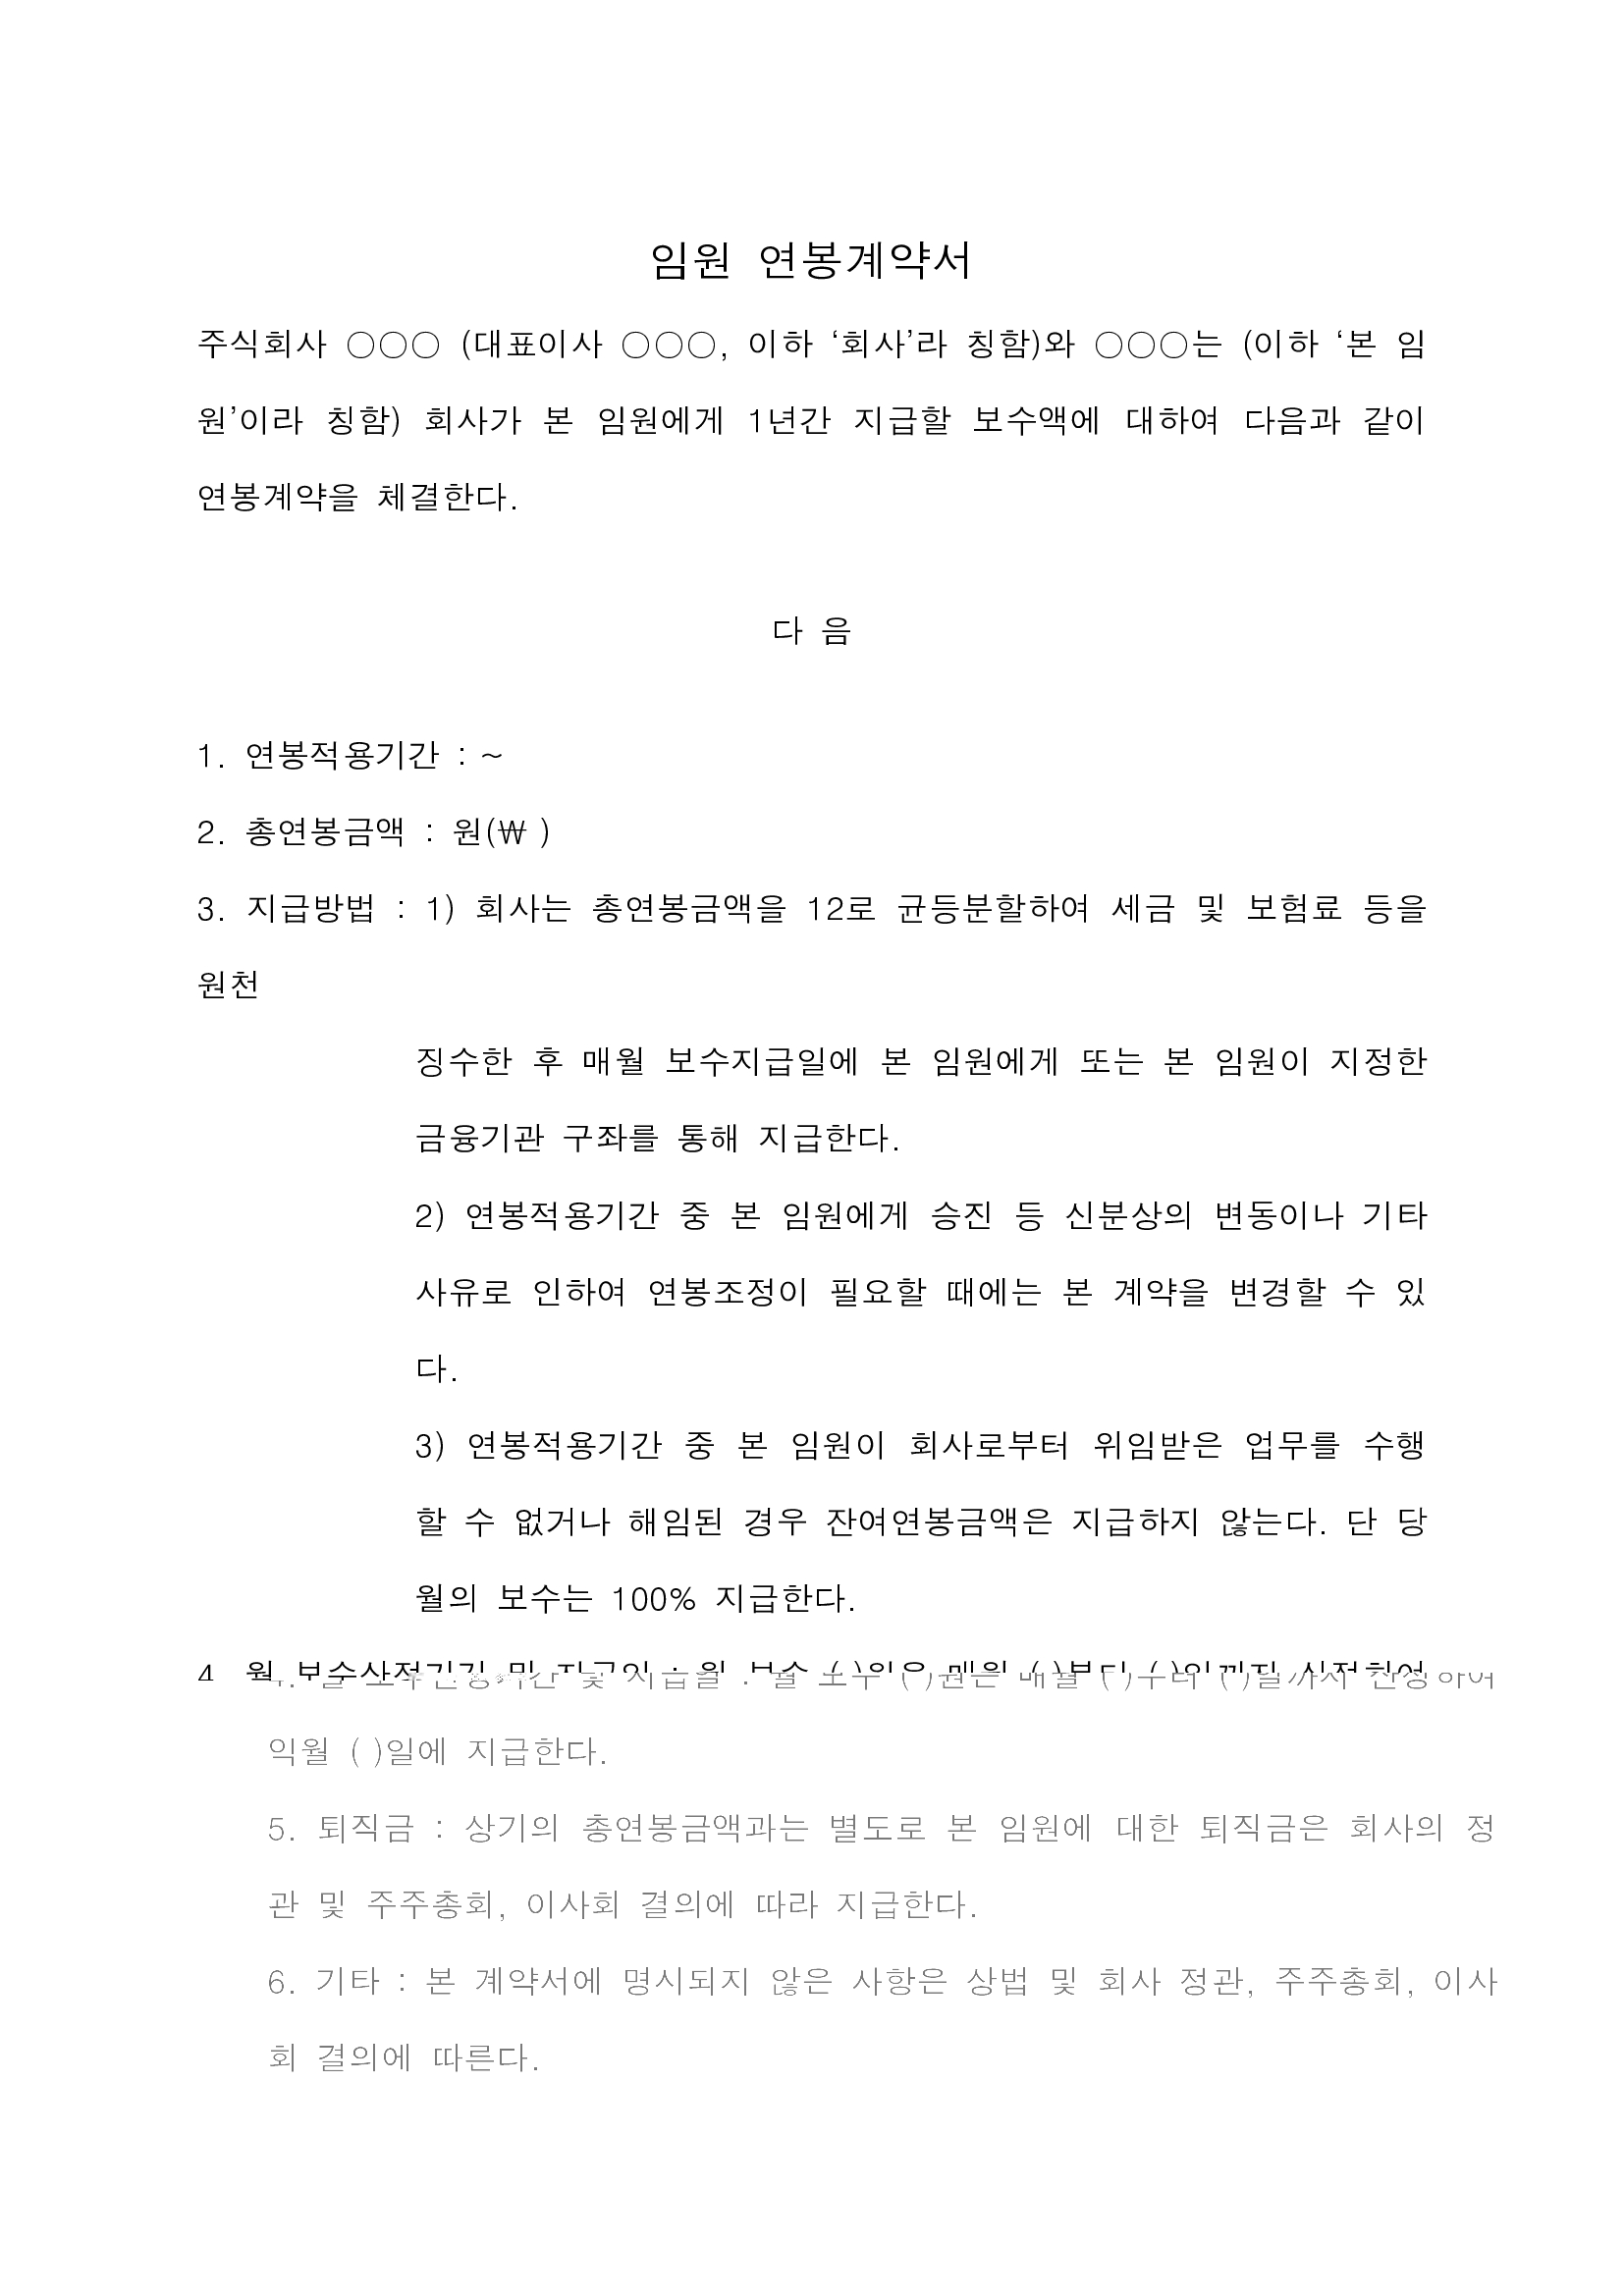 임원 연봉계약서
주식회사 ○○○ (대표이사 ○○○, 이하 ‘회사’라 칭함)와 ○○○는 (이하 ‘본 임
원’이라 칭함) 회사가 본 임원에게 1년간 지급할 보수액에 대하여 다음과 같이
연봉계약을 체결한다.
다 음
1. 연봉적용기간 : ~
2. 총연봉금액 : 원(₩ )
3. 지급방법 : 1) 회사는 총연봉금액을 12로 균등분할하여 세금 및 보험료 등을
원천
징수한 후 매월 보수지급일에 본 임원에게 또는 본 임원이 지정한
금융기관 구좌를 통해 지급한다.
2) 연봉적용기간 중 본 임원에게 승진 등 신분상의 변동이나 기타
사유로 인하여 연봉조정이 필요할 때에는 본 계약을 변경할 수 있
다.
3) 연봉적용기간 중 본 임원이 회사로부터 위임받은 업무를 수행
할 수 없거나 해임된 경우 잔여연봉금액은 지급하지 않는다. 단 당
월의 보수는 100% 지급한다.
4. 월 보수 및 지급일 : 월 보수 ( )원은 매월 ( )부터 ( )일까지 산정하여
익월 ( )일에 지급한다.
5. 퇴직금 : 상기의 총연봉금액과는 별도로 본 임원에 대한 퇴직금은 회사의 정
관 및 주주총회, 이사회 결의에 따라 지급한다.
6. 기타 : 본 계약서에 명시되지 않은 사항은 상법 및 회사 정관, 주주총회, 이사
회 결의에 따른다.